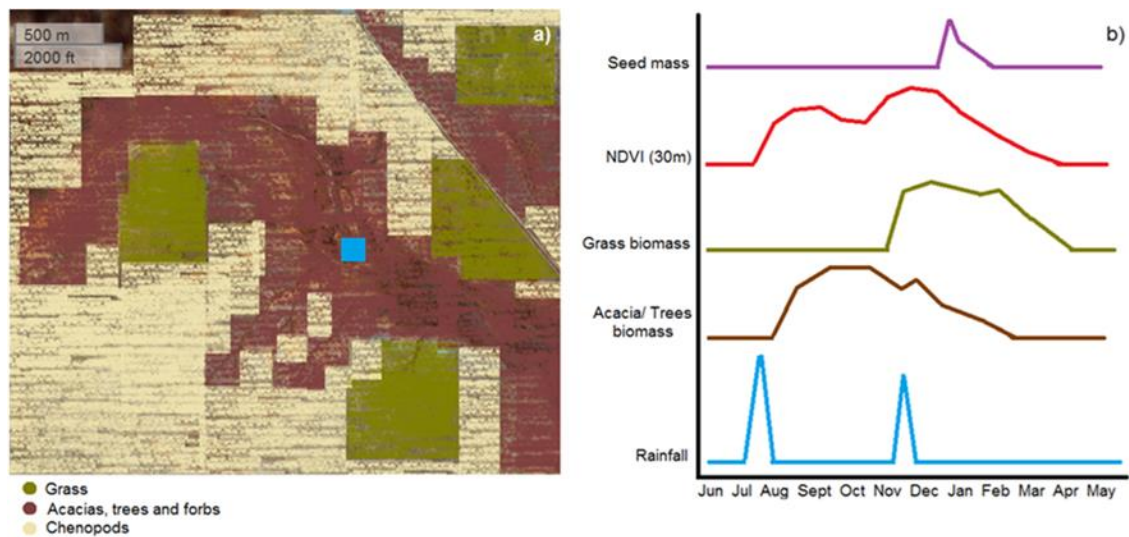 500 m
2000 ft
a)
Grass
Acacias, trees and forbs
Chenopods
b)
Seed mass
NDVI (30m)
Grass biomass
Acacia/ Trees
biomass
Rainfall
Jun Jul Aug Sept Oct Nov Dec Jan Feb Mar Apr May